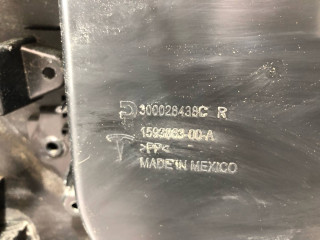 300028438C R
1593863-00-A
>PP<
MADE IN MEXICO